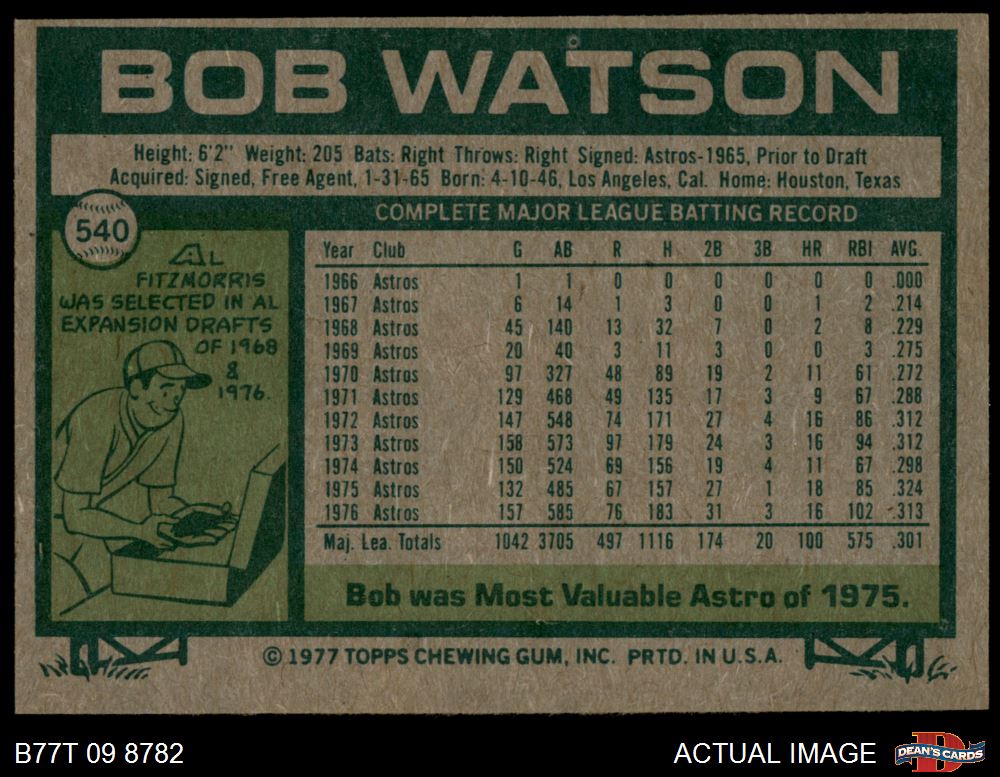 BOB WATSON
Height: 6'2" Weight: 205 Bats: Right Throws: Right Signed: Astros-1965, Prior to Draft
Acquired: Signed, Free Agent, 1-31-65 Born: 4-10-46, Los Angeles, Cal. Home: Houston, Texas
540
AL
FITZMORRIS
WAS SELECTED IN AL
EXPANSION DRAFTS
OF 1968
&
1976.
COMPLETE MAJOR LEAGUE BATTING RECORD
Year Club G AB R H 2B 3B HR RBI AVG.
1966 Astros 1 1 0 0 0 0 0 0 .000
1967 Astros 6 14 1 3 0 0 1 2 .214
1968 Astros 45 140 13 32 7 0 2 8 .229
1969 Astros 20 40 3 11 3 0 0 3 .275
1970 Astros 97 327 48 89 19 2 11 61 .272
1971 Astros 129 468 49 135 17 3 9 67 .288
1972 Astros 147 548 74 171 27 4 16 86 .312
1973 Astros 158 573 97 179 24 3 16 94 .312
1974 Astros 150 524 69 156 19 4 11 67 .298
1975 Astros 132 485 67 157 27 1 18 85 .324
1976 Astros 157 585 76 183 31 3 16 102 .313
Maj. Lea. Totals 1042 3705 497 1116 174 20 100 575 .301
Bob was Most Valuable Astro of 1975.
© 1977 TOPPS CHEWING GUM, INC. PRTD. IN U.S.A.
B77T 09 8782
ACTUAL IMAGE
D
DEAN'S CARDS